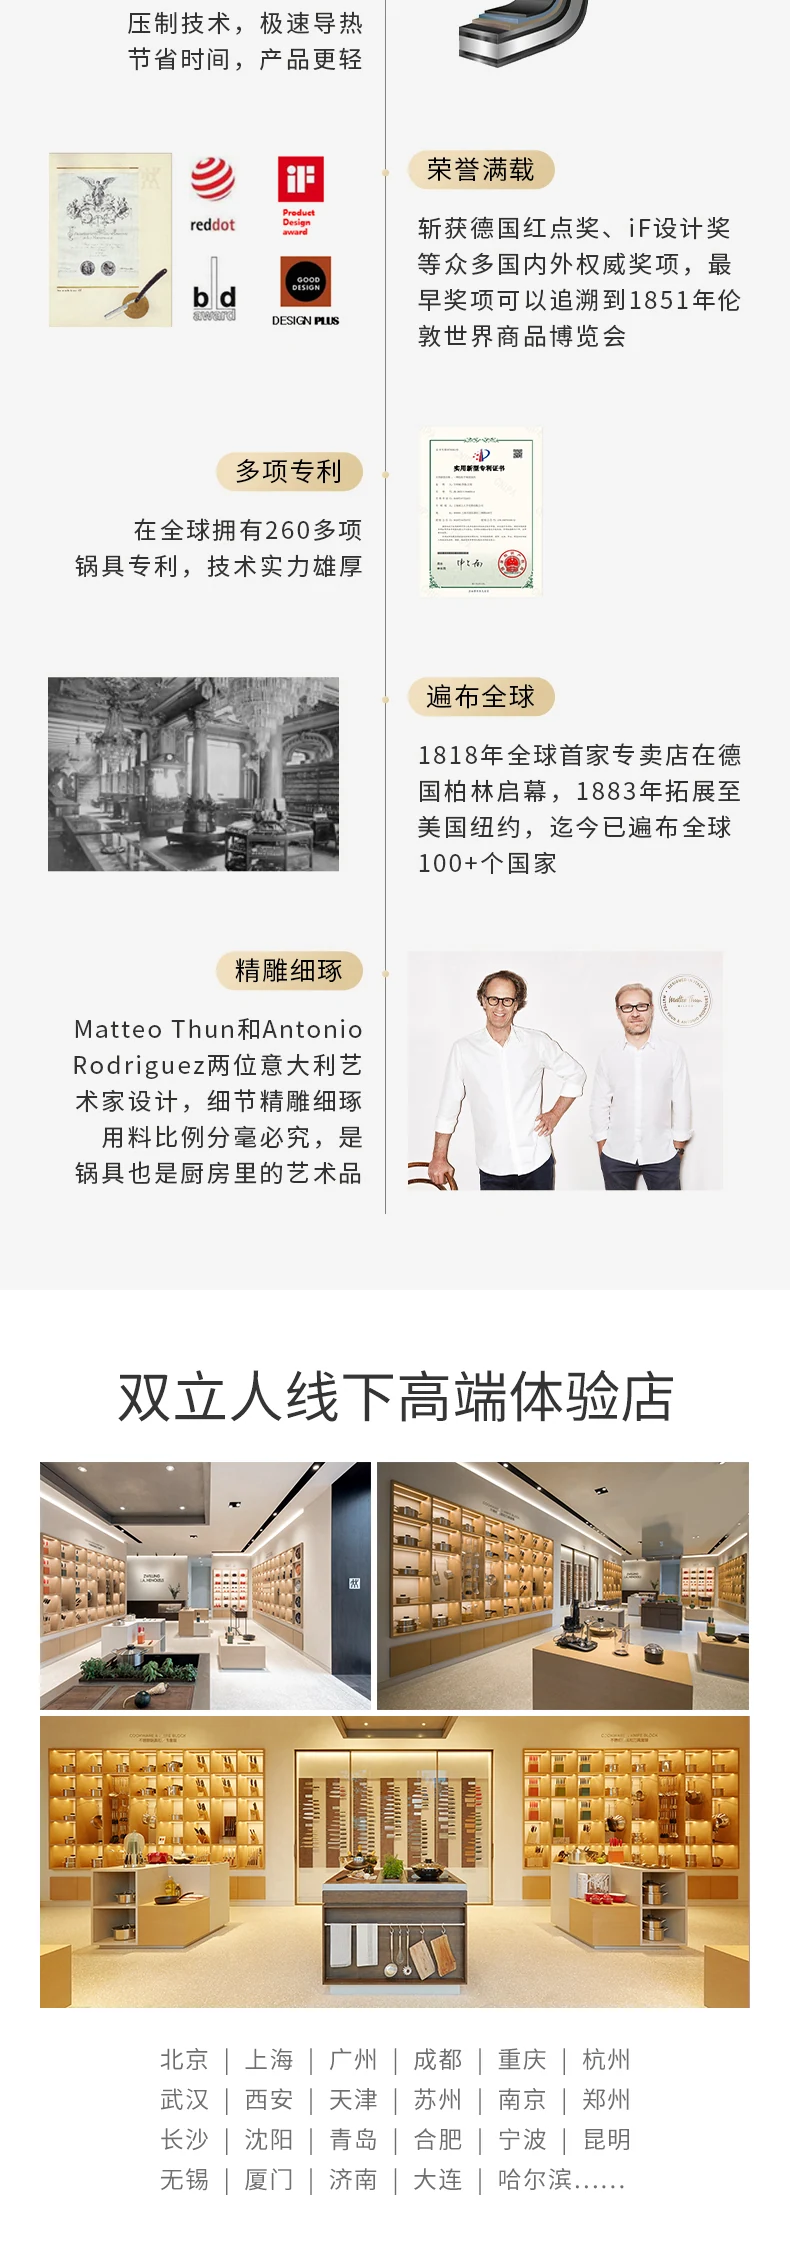 压制技术，极速导热
节省时间，产品更轻
reddot
iF
Product
Design
award
bld
award
GOOD
DESIGN
DESIGN PLUS
荣誉满载
斩获德国红点奖、iF设计奖
等众多国内外权威奖项，最
早奖项可以追溯到1851年伦
敦世界商品博览会
多项专利
在全球拥有260多项
锅具专利，技术实力雄厚
实用新型专利证书
遍布全球
1818年全球首家专卖店在德
国柏林启幕，1883年拓展至
美国纽约，迄今已遍布全球
100+个国家
精雕细琢
Matteo Thun和Antonio
Rodriguez两位意大利艺
术家设计，细节精雕细琢
用料比例分毫必究，是
锅具也是厨房里的艺术品
Matteo Thun
双立人线下高端体验店
ZWILLING
J.A. HENCKELS
北京 | 上海 | 广州 | 成都 | 重庆 | 杭州
武汉 | 西安 | 天津 | 苏州 | 南京 | 郑州
长沙 | 沈阳 | 青岛 | 合肥 | 宁波 | 昆明
无锡 | 厦门 | 济南 | 大连 | 哈尔滨......